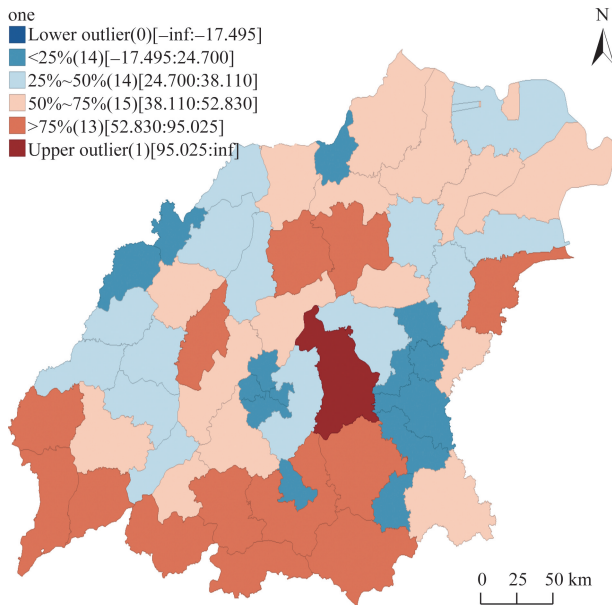 one
Lower outlier(0)[−inf:−17.495]
<25%(14)[−17.495:24.700]
25%~50%(14)[24.700:38.110]
50%~75%(15)[38.110:52.830]
>75%(13)[52.830:95.025]
Upper outlier(1)[95.025:inf]
N
0 25 50 km